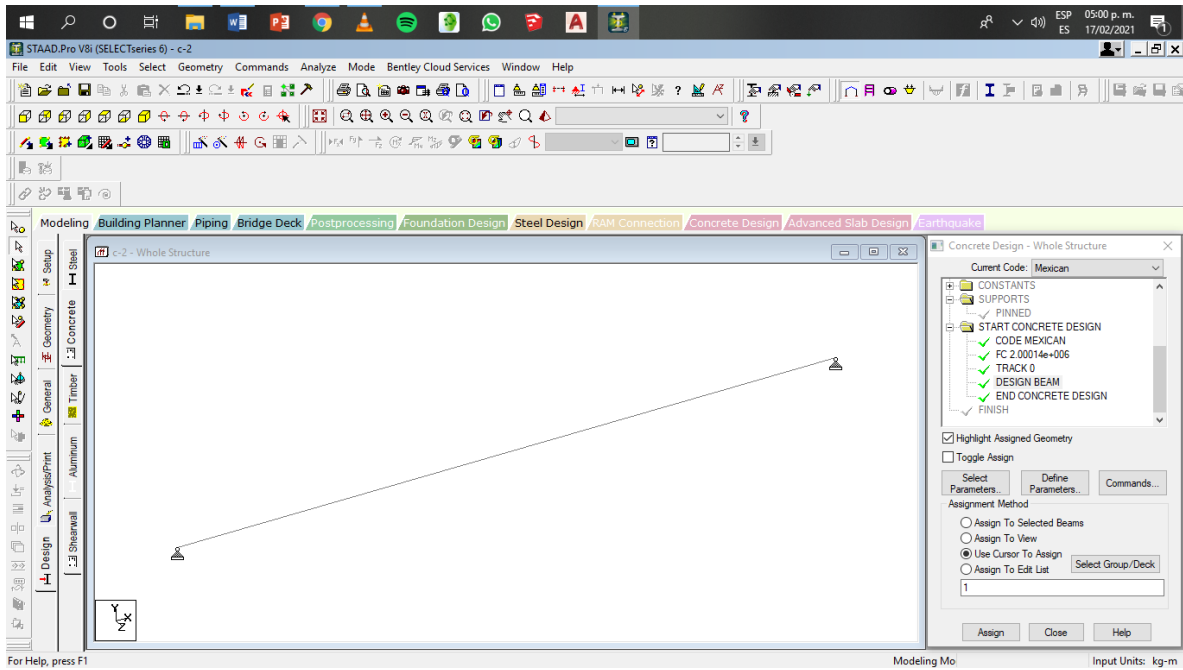 ESP 05:00 p. m.
ES 17/02/2021
STAAD.Pro V8i (SELECTseries 6) - c-2
File Edit View Tools Select Geometry Commands Analyze Mode Bentley Cloud Services Window Help
Modeling Building Planner Piping Bridge Deck Postprocessing Foundation Design Steel Design RAM Connection Concrete Design Advanced Slab Design Earthquake
Setup
Geometry
General
Analysis/Print
Design
Steel
Concrete
Timber
Aluminum
Shearwall
c-2 - Whole Structure
Y
X
Z
Concrete Design - Whole Structure
Current Code: Mexican
CONSTANTS
SUPPORTS
PINNED
START CONCRETE DESIGN
CODE MEXICAN
FC 2.00014e+006
TRACK 0
DESIGN BEAM
END CONCRETE DESIGN
FINISH
Highlight Assigned Geometry
Toggle Assign
Select Parameters..
Define Parameters..
Commands...
Assignment Method
Assign To Selected Beams
Assign To View
Use Cursor To Assign
Assign To Edit List
Select Group/Deck
1
Assign Close Help
For Help, press F1
Modeling Mo
Input Units: kg-m